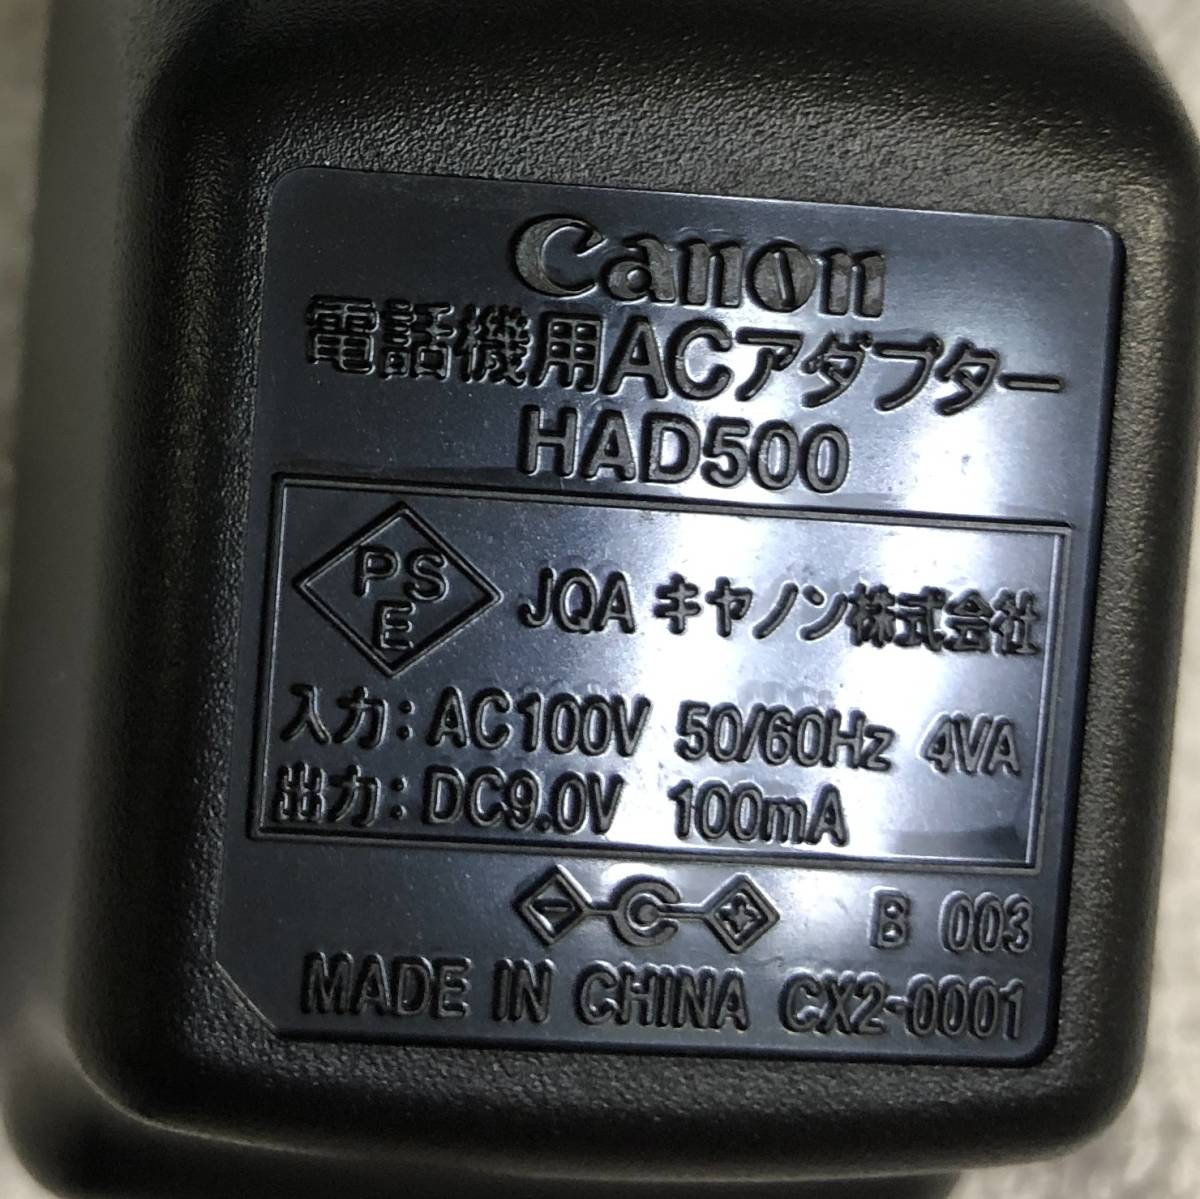 Canon
電話機用ACアダプター
HAD500
PSE JQA キヤノン株式会社
入力：AC100V 50/60Hz 4VA
出力：DC9.0V 100mA
B 003
MADE IN CHINA CX2-0001